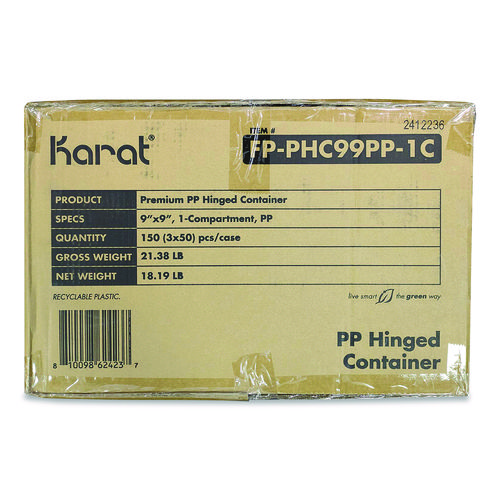 Karat®
2412236
ITEM #
FP-PHC99PP-1C
PRODUCT Premium PP Hinged Container
SPECS 9"x9", 1-Compartment, PP
QUANTITY 150 (3x50) pcs/case
GROSS WEIGHT 21.38 LB
NET WEIGHT 18.19 LB
RECYCLABLE PLASTIC.
live smart the green way
8 10098 62423 7
PP Hinged
Container